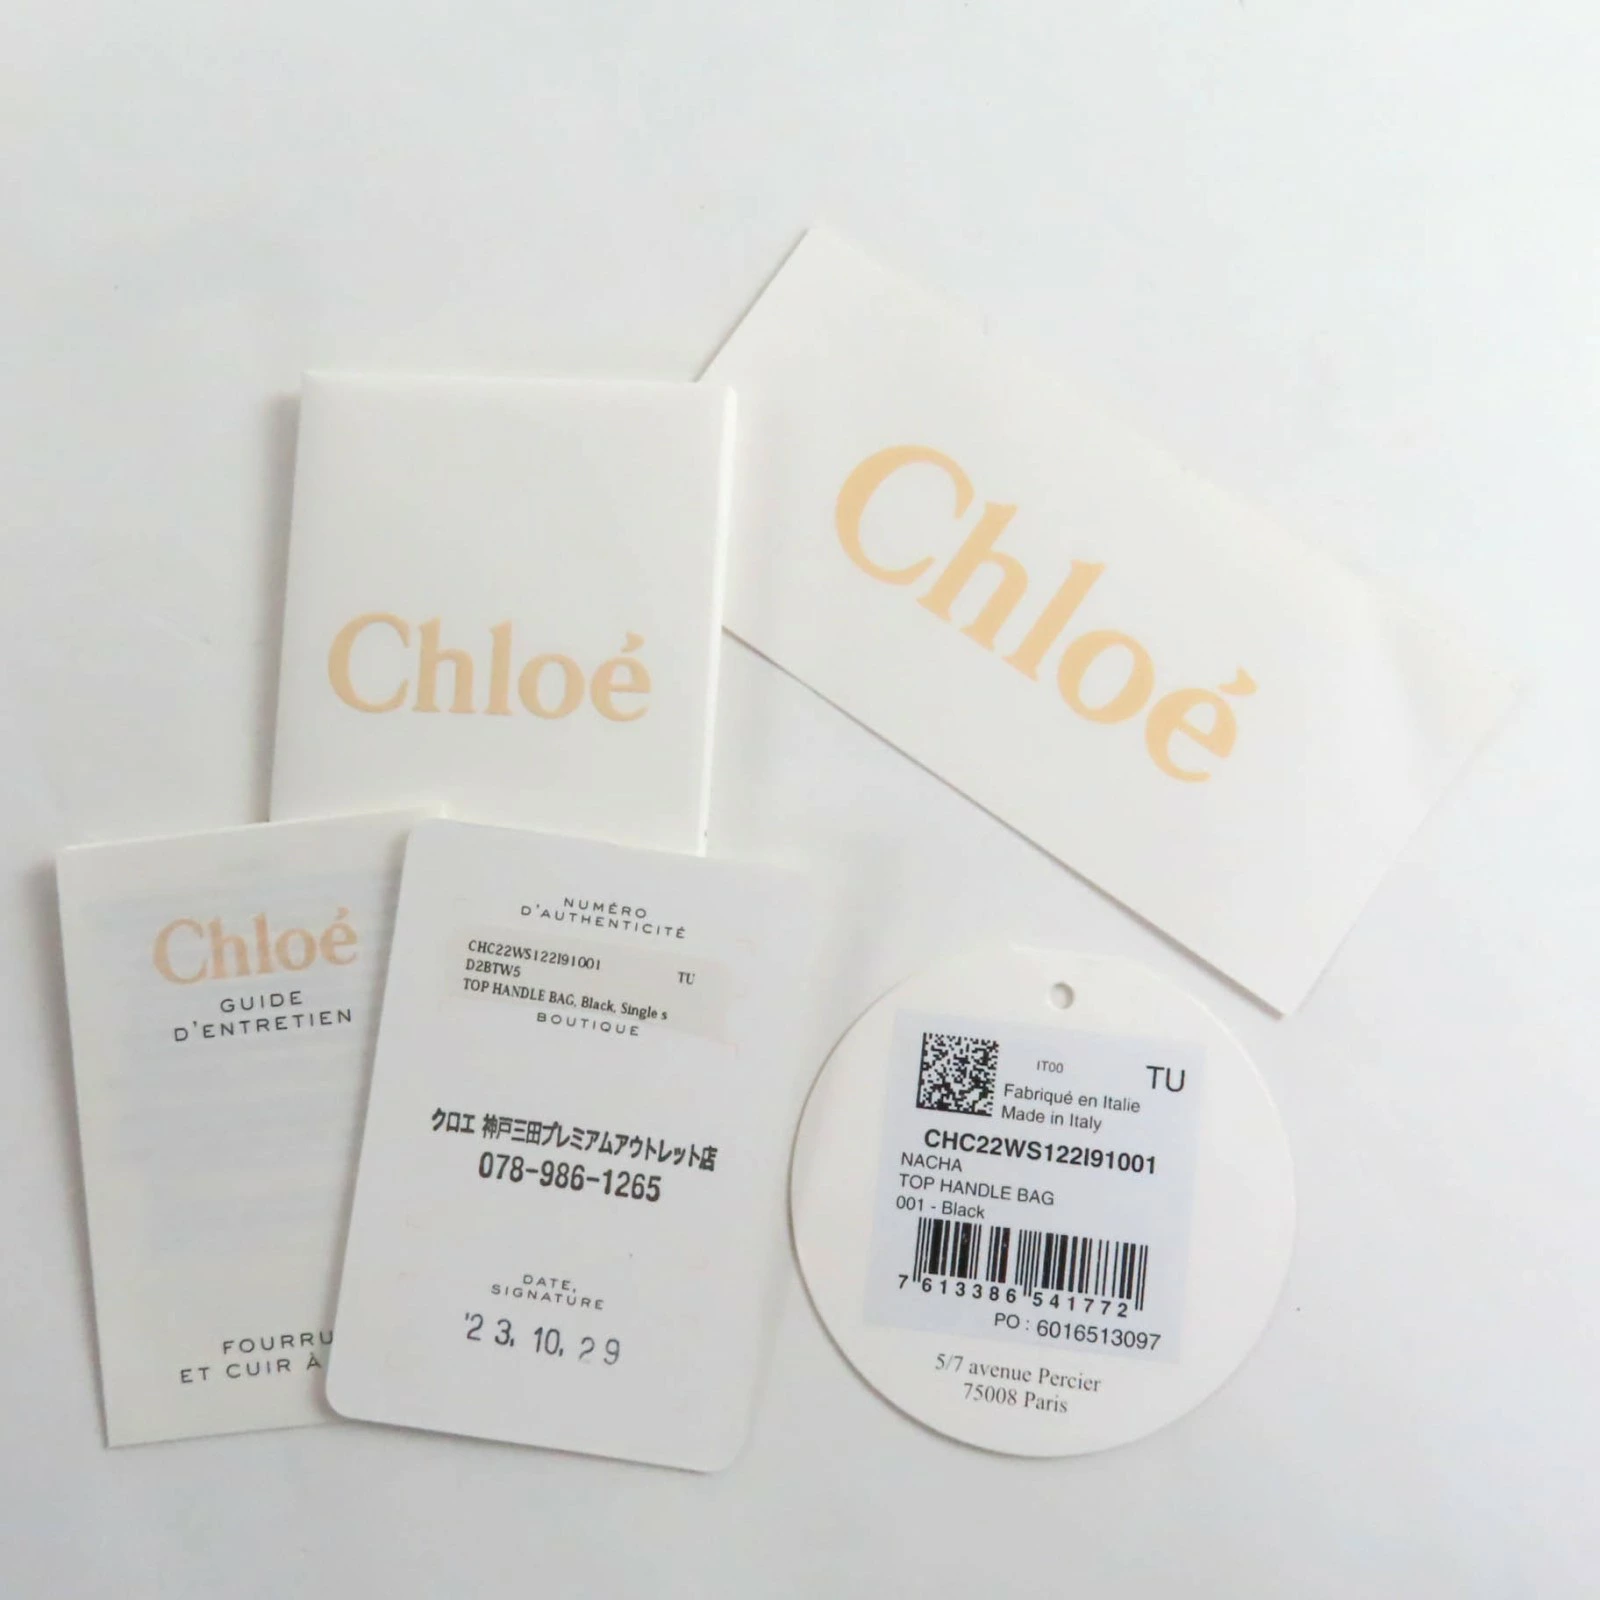 Chloé
Chloé
Chloé
GUIDE
D'ENTRETIEN
FOURRU
ET CUIR À
NUMÉRO
D'AUTHENTICITÉ
CHC22WS122I91001 TU
D2BTW5
TOP HANDLE BAG, Black, Single s
BOUTIQUE
クロエ 神戸三田プレミアムアウトレット店
078-986-1265
DATE,
SIGNATURE
'23.10.29
IT00 TU
Fabriqué en Italie
Made in Italy
CHC22WS122I91001
NACHA
TOP HANDLE BAG
001 - Black
7 613386 541772
PO : 6016513097
5/7 avenue Percier
75008 Paris